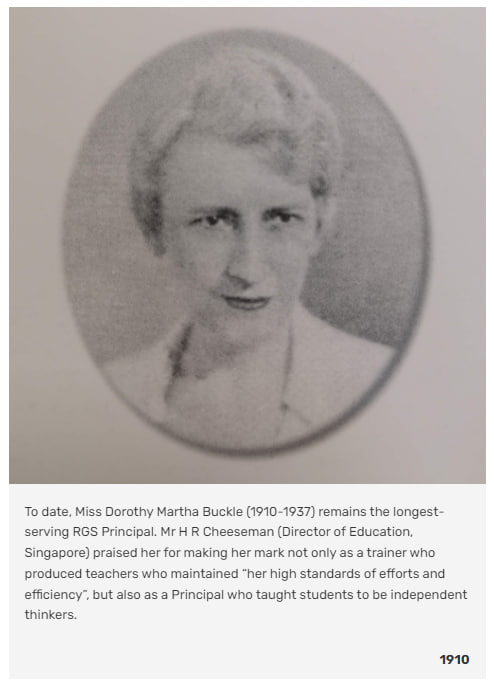 To date, Miss Dorothy Martha Buckle (1910-1937) remains the longest-
serving RGS Principal. Mr H R Cheeseman (Director of Education,
Singapore) praised her for making her mark not only as a trainer who
produced teachers who maintained “her high standards of efforts and
efficiency”, but also as a Principal who taught students to be independent
thinkers.
1910